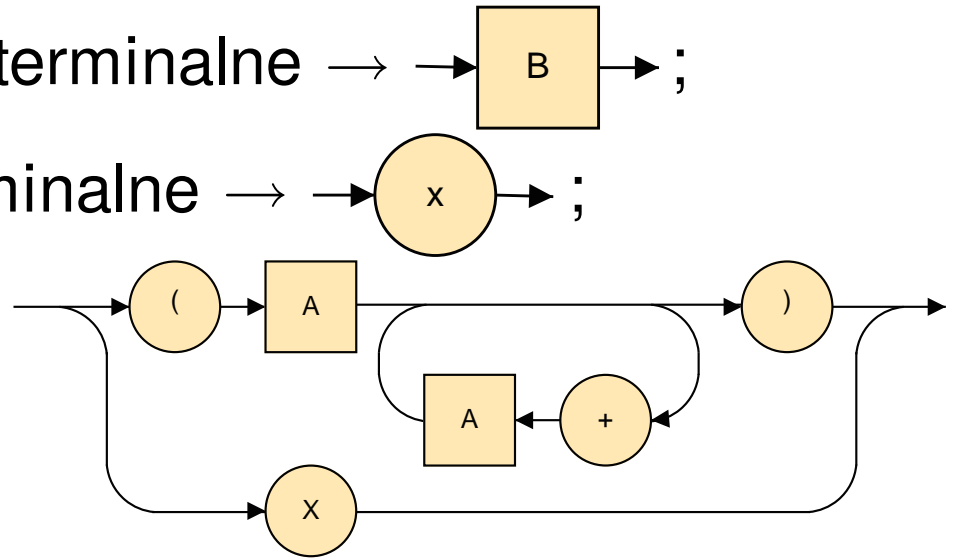 terminalne → B ;
minalne → x ;
( A )
A +
X